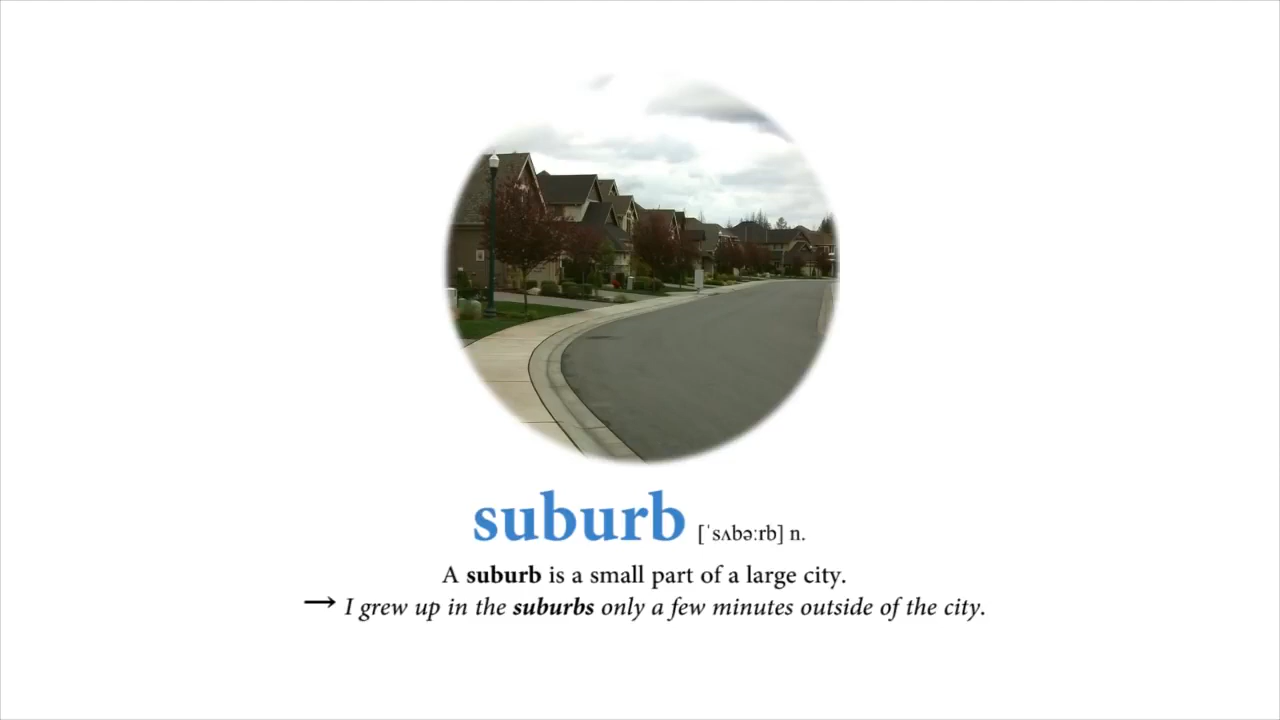 suburb [ˈsʌbəːrb] n.
A suburb is a small part of a large city.
→ I grew up in the suburbs only a few minutes outside of the city.